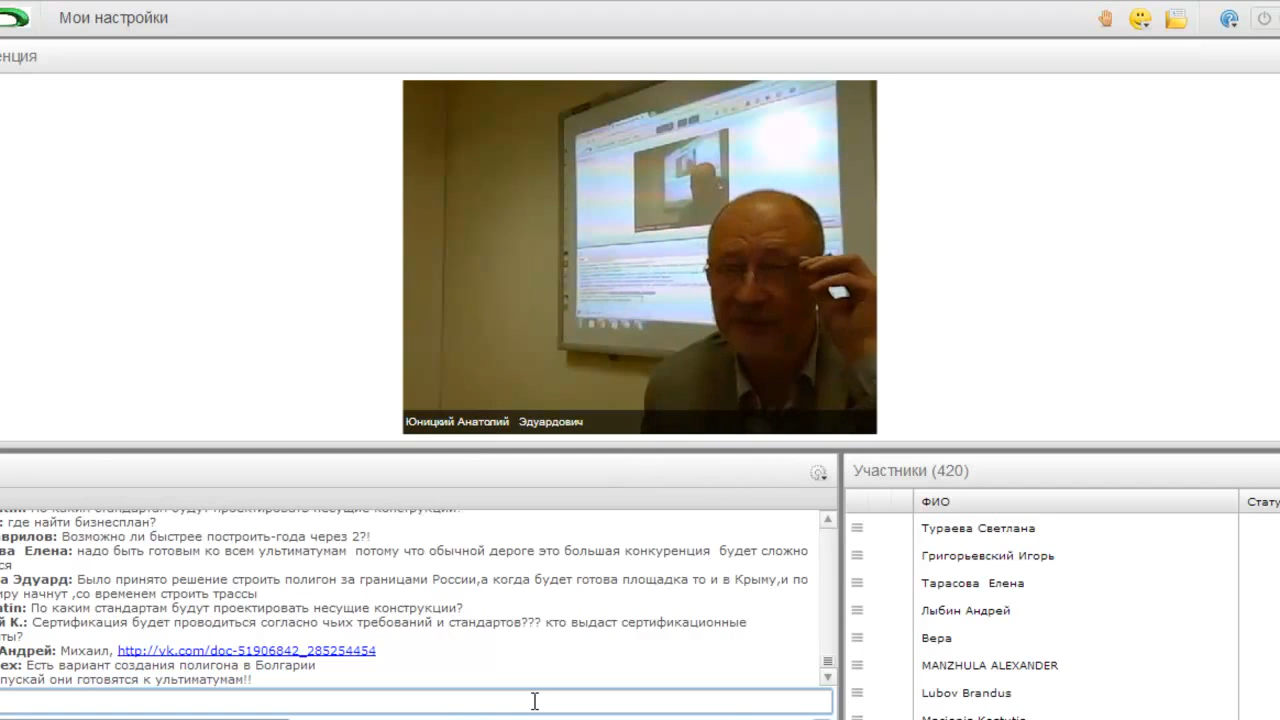 Мои настройки
енция
Юницкий Анатолий Эдуардович
Участники (420)
ФИО
Стату
: где найти бизнесплан?
аврилов: Возможно ли быстрее построить-года через 2?!
ва Елена: надо быть готовым ко всем ультиматумам потому что обычной дероге это большая конкуренция будет сложно
ся
а Эдуард: Было принято решение строить полигон за границами России,а когда будет готова площадка то и в Крыму,и по
иру начнут ,со временем строить трассы
tin: По каким стандартам будут проектировать несущие конструкции?
й К.: Сертификация будет проводиться согласно чьих требований и стандартов??? кто выдаст сертификационные
ты?
Андрей: Михаил, http://vk.com/doc-51906842_285254454
ех: Есть вариант создания полигона в Болгарии
пускай они готовятся к ультиматумам!!
Тураева Светлана
Григорьевский Игорь
Тарасова Елена
Лыбин Андрей
Вера
MANZHULA ALEXANDER
Lubov Brandus